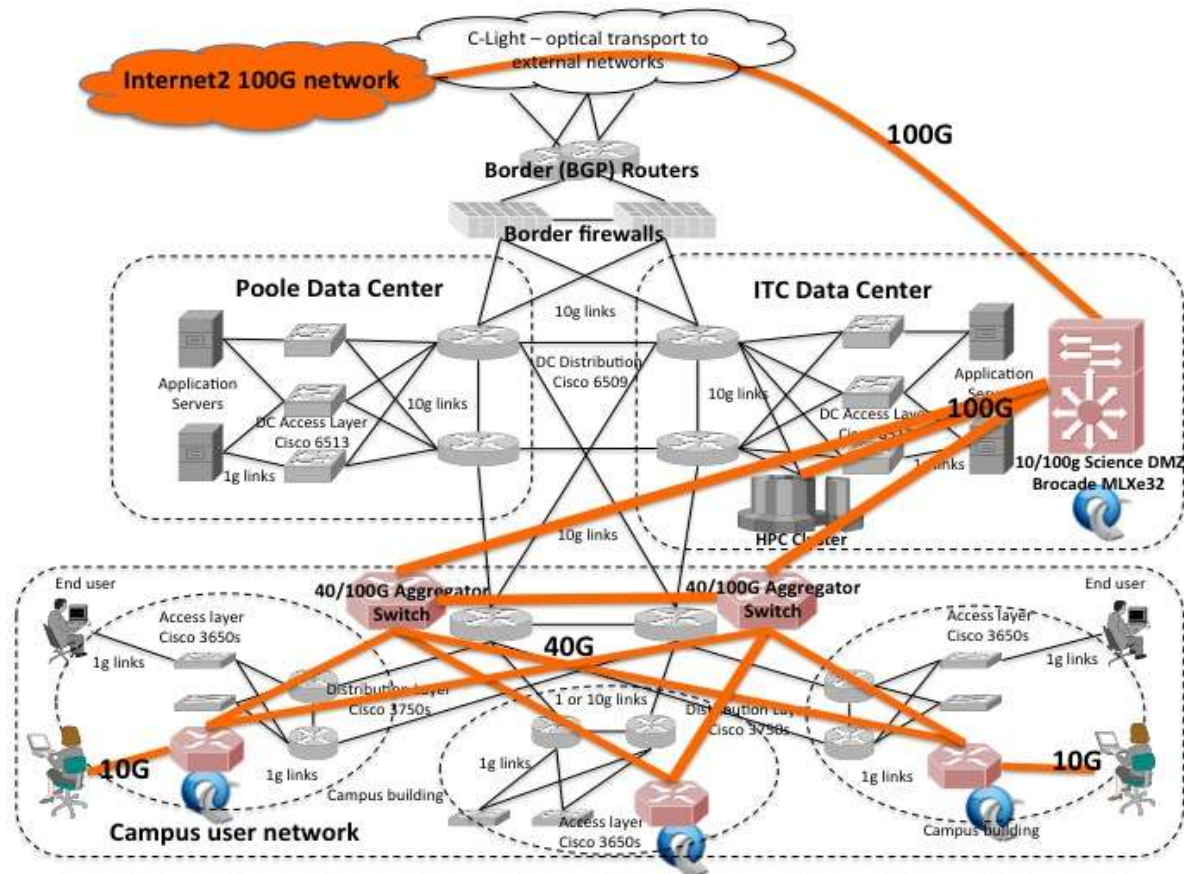 C-Light – optical transport to
external networks
Internet2 100G network
100G
Border (BGP) Routers
Border firewalls
Poole Data Center
ITC Data Center
10g links
DC Distribution
Cisco 6509
Application
Servers
10g links
10g links
Application
DC Access Layer
Cisco 6513
DC Access Layer
100G
1g links
10/100g Science DMZ
Brocade MLXe32
HPC Cluster
10g links
End user
40/100G Aggregator
Switch
40/100G Aggregator
Switch
End user
Access layer
Cisco 3650s
Access layer
Cisco 3650s
1g links
40G
1g links
Distribution Layer
Cisco 3750s
1 or 10g links
Distribution Layer
Cisco 3750s
10G
1g links
1g links
1g links
10G
Campus building
Campus user network
Access layer
Cisco 3650s
Campus building